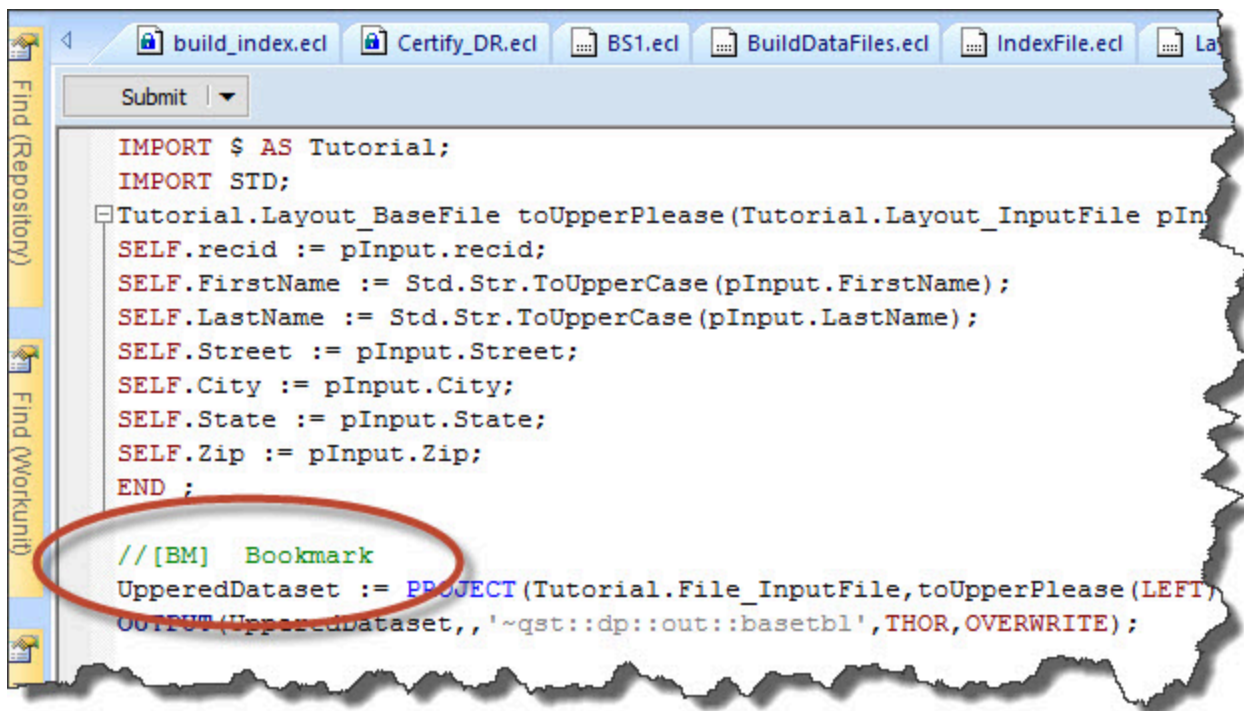 build_index.ecl Certify_DR.ecl BS1.ecl BuildDataFiles.ecl IndexFile.ecl
Submit
Find (Repository)
Find (Workunit)
IMPORT $ AS Tutorial;
IMPORT STD;
Tutorial.Layout_BaseFile toUpperPlease(Tutorial.Layout_InputFile pIn
SELF.recid := pInput.recid;
SELF.FirstName := Std.Str.ToUpperCase(pInput.FirstName);
SELF.LastName := Std.Str.ToUpperCase(pInput.LastName);
SELF.Street := pInput.Street;
SELF.City := pInput.City;
SELF.State := pInput.State;
SELF.Zip := pInput.Zip;
END ;
//[BM]  Bookmark
UpperedDataset := PROJECT(Tutorial.File_InputFile,toUpperPlease(LEFT)
OUTPUT(UpperedDataset,,'~qst::dp::out::basetbl',THOR,OVERWRITE);